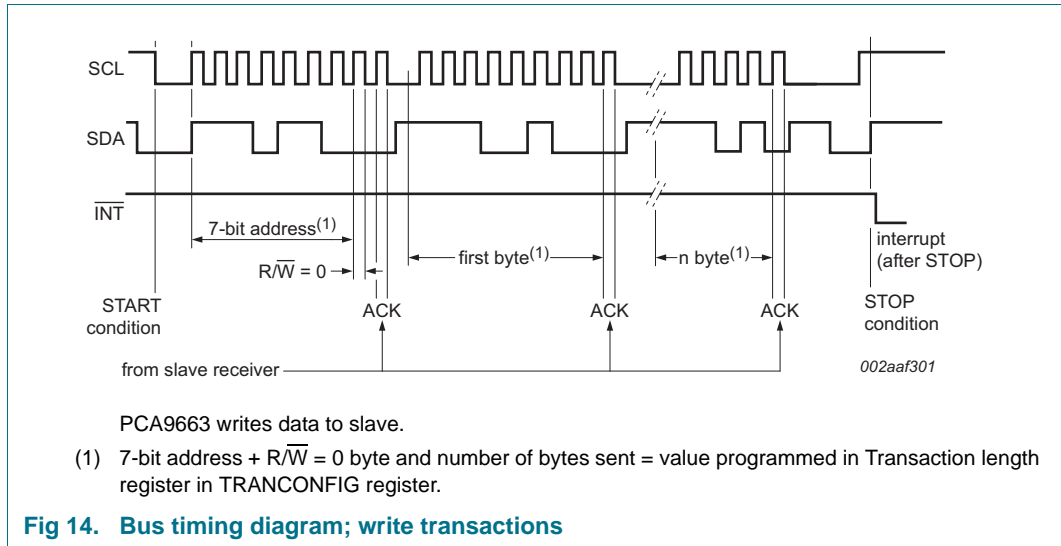 SCL
SDA
INT
7-bit address(1)
first byte(1)
n byte(1)
interrupt
(after STOP)
R/W = 0
START
condition
ACK
ACK
ACK
STOP
condition
from slave receiver
002aaf301
PCA9663 writes data to slave.
(1) 7-bit address + R/W = 0 byte and number of bytes sent = value programmed in Transaction length
register in TRANCONFIG register.
Fig 14. Bus timing diagram; write transactions